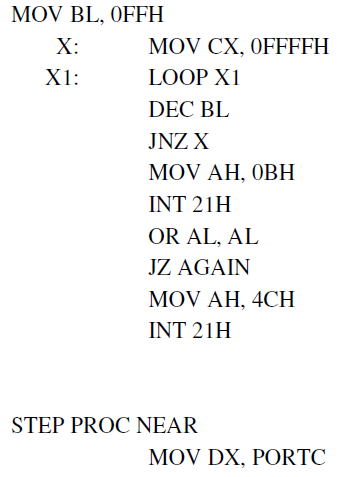 MOV BL, 0FFH
X: MOV CX, 0FFFFH
X1: LOOP X1
DEC BL
JNZ X
MOV AH, 0BH
INT 21H
OR AL, AL
JZ AGAIN
MOV AH, 4CH
INT 21H
STEP PROC NEAR
MOV DX, PORTC